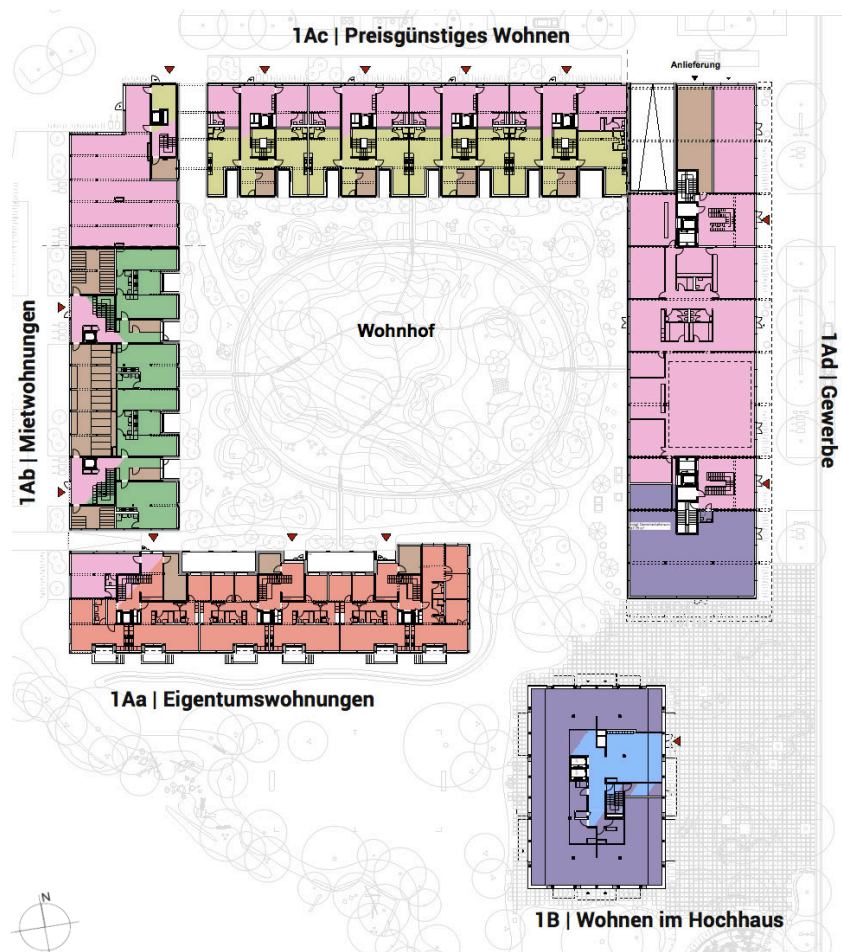 1Ac | Preisgünstiges Wohnen
Anlieferung
Wohnhof
1Ab | Mietwohnungen
1Ad | Gewerbe
1Aa | Eigentumswohnungen
1B | Wohnen im Hochhaus
N